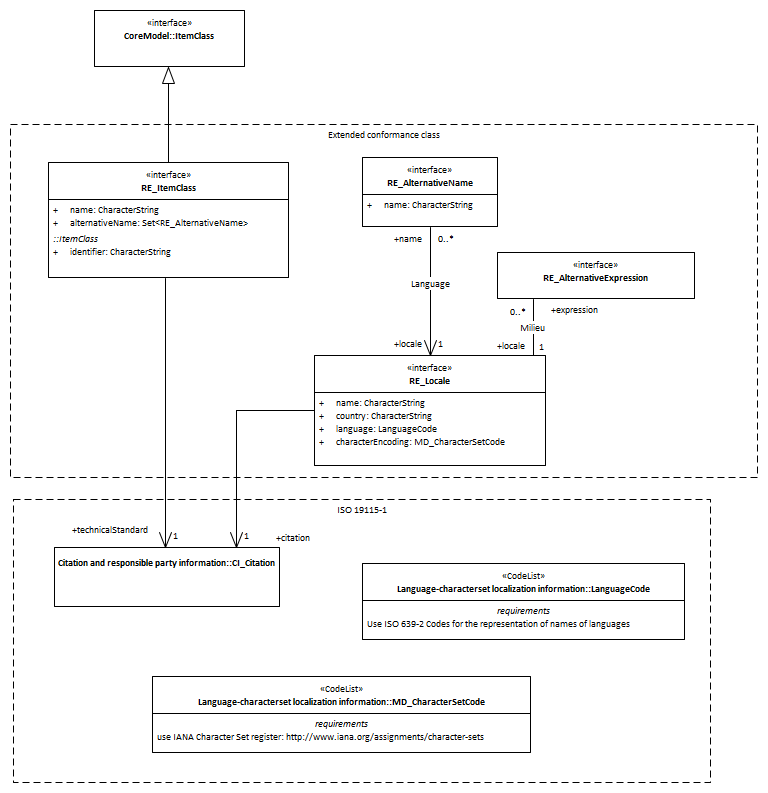 «interface»
CoreModel::ItemClass
Extended conformance class
«interface»
RE_ItemClass
+ name: CharacterString
+ alternativeName: Set<RE_AlternativeName>
::ItemClass
+ identifier: CharacterString
«interface»
RE_AlternativeName
+ name: CharacterString
+name 0..*
Language
+locale 1
«interface»
RE_AlternativeExpression
0..* +expression
Milieu
+locale 1
«interface»
RE_Locale
+ name: CharacterString
+ country: CharacterString
+ language: LanguageCode
+ characterEncoding: MD_CharacterSetCode
ISO 19115-1
+technicalStandard 1
1 +citation
Citation and responsible party information::CI_Citation
«CodeList»
Language-characterset localization information::LanguageCode
requirements
Use ISO 639-2 Codes for the representation of names of languages
«CodeList»
Language-characterset localization information::MD_CharacterSetCode
requirements
use IANA Character Set register: http://www.iana.org/assignments/character-sets